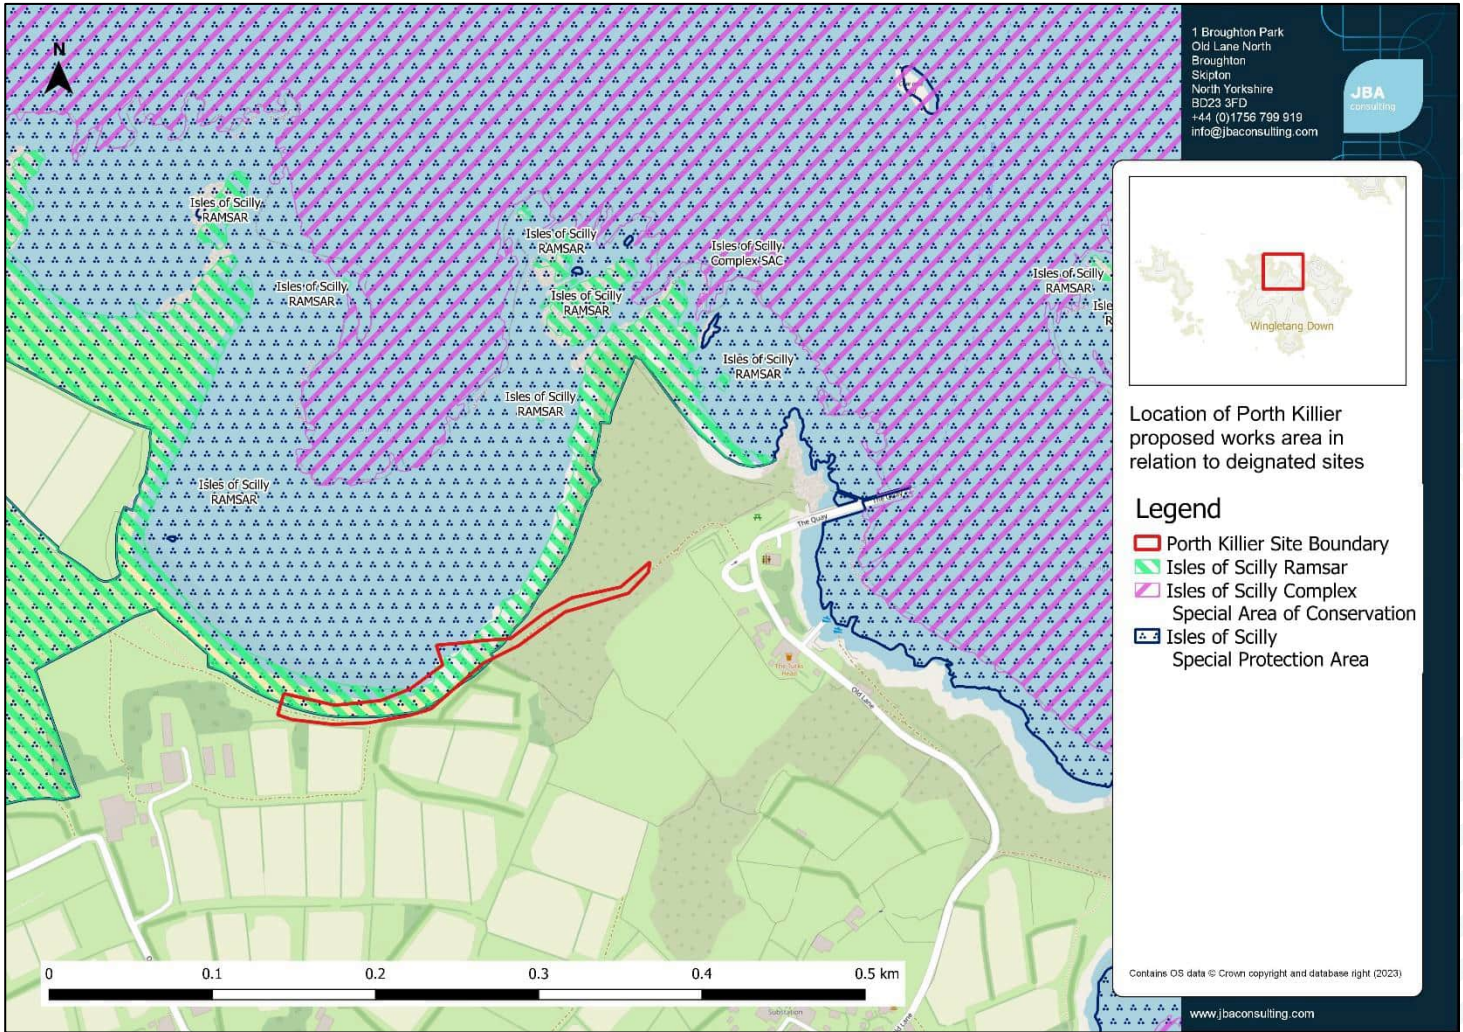 N
Isles of Scilly
RAMSAR
Isles of Scilly
RAMSAR
Isles of Scilly
RAMSAR
Isles of Scilly
Complex SAC
Isles of Scilly
RAMSAR
Isles of Scilly
RAMSAR
Isles of Scilly
RAMSAR
Isles of Scilly
RAMSAR
Isles of Scilly
RAMSAR
The Quay
The Quay
Old Lane
Substation
0 0.1 0.2 0.3 0.4 0.5 km
1 Broughton Park
Old Lane North
Broughton
Skipton
North Yorkshire
BD23 3FD
+44 (0)1756 799 919
info@jbaconsulting.com
JBA
consulting
Wingletang Down
Location of Porth Killier
proposed works area in
relation to deignated sites
Legend
Porth Killier Site Boundary
Isles of Scilly Ramsar
Isles of Scilly Complex
Special Area of Conservation
Isles of Scilly
Special Protection Area
Contains OS data © Crown copyright and database right (2023)
www.jbaconsulting.com